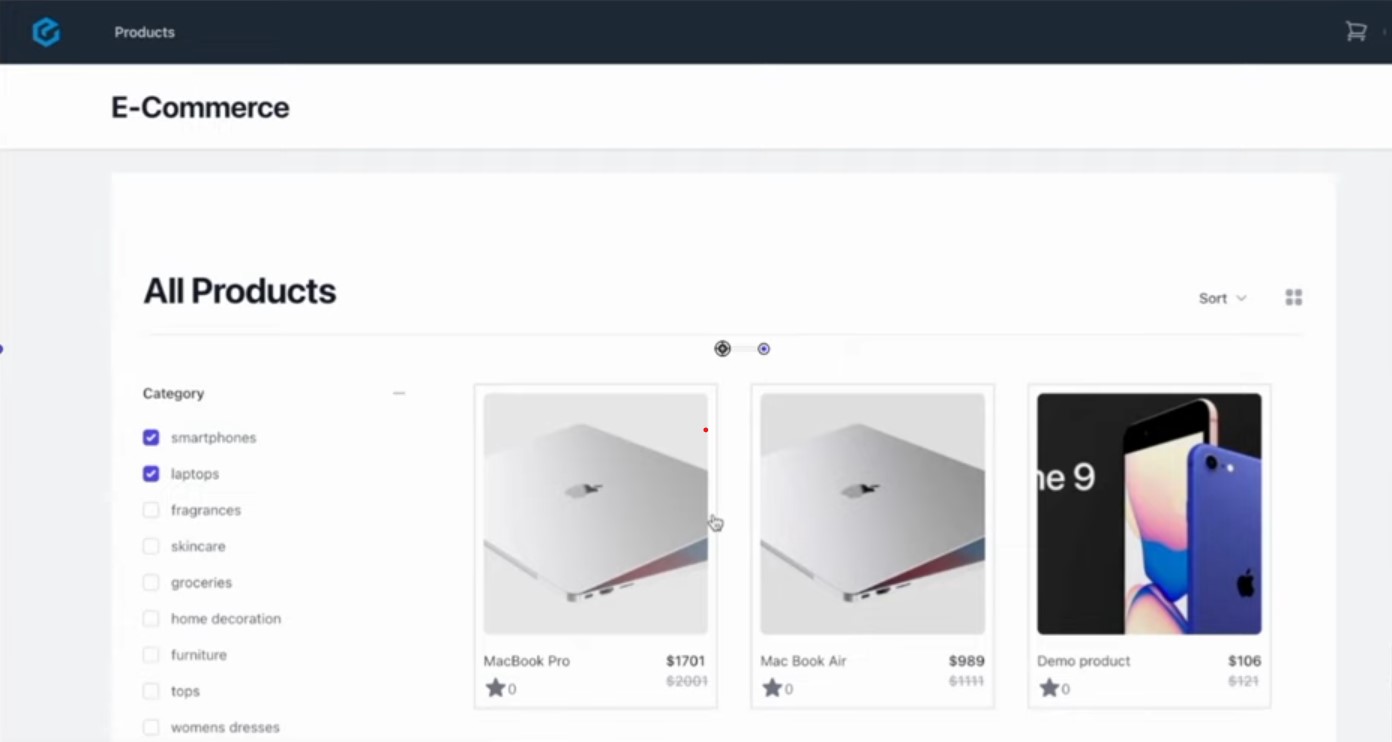 Products
E-Commerce
All Products
Sort
Category
smartphones
laptops
fragrances
skincare
groceries
home decoration
furniture
tops
womens dresses
ne 9
MacBook Pro $1701
$2001
0
Mac Book Air $989
$1111
0
Demo product $106
$121
0